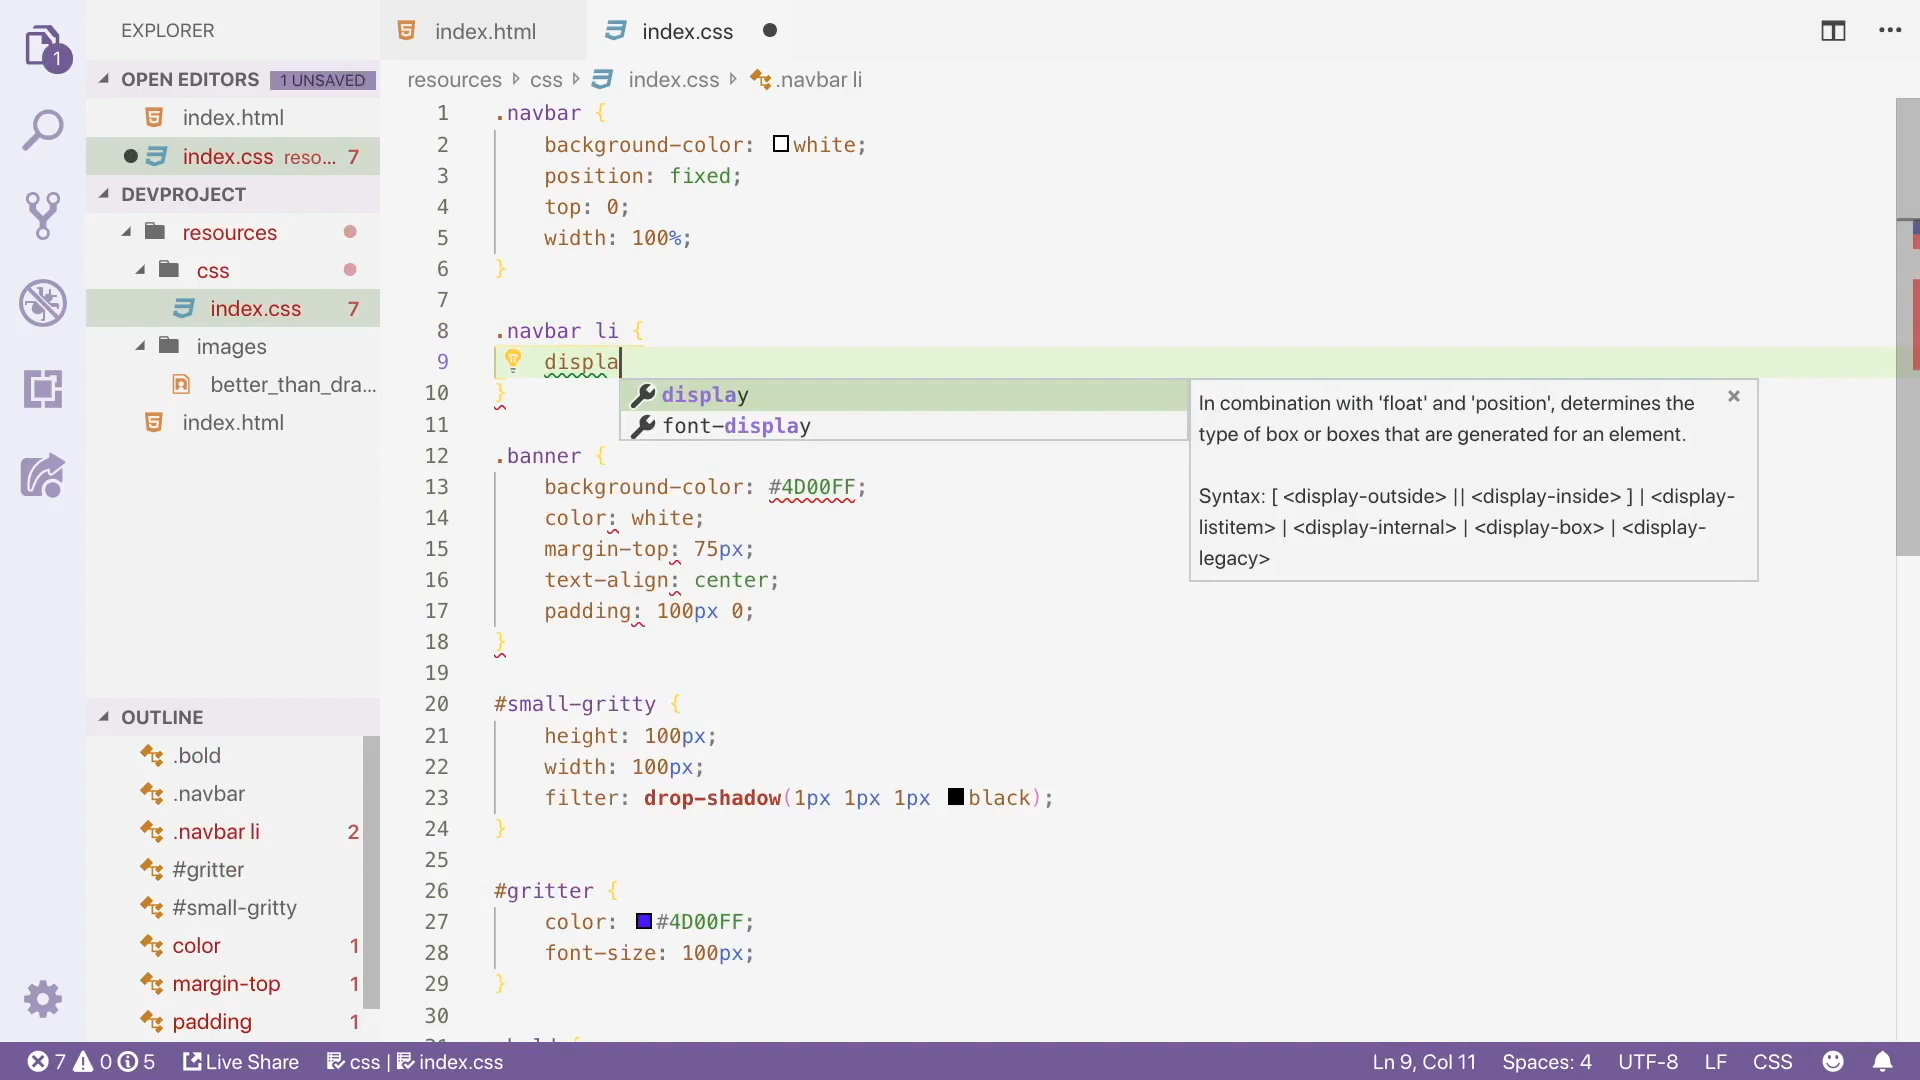 EXPLORER
1
OPEN EDITORS 1 UNSAVED
index.html
index.css reso... 7
DEVPROJECT
resources
css
index.css 7
images
better_than_dra...
index.html
OUTLINE
.bold
.navbar
.navbar li 2
#gritter
#small-gritty
color 1
margin-top 1
padding 1
index.html
index.css
resources css index.css .navbar li
1 .navbar {
2 background-color: white;
3 position: fixed;
4 top: 0;
5 width: 100%;
6 }
7
8 .navbar li {
9 displa
10 }
11
12 .banner {
13 background-color: #4D00FF;
14 color: white;
15 margin-top: 75px;
16 text-align: center;
17 padding: 100px 0;
18 }
19
20 #small-gritty {
21 height: 100px;
22 width: 100px;
23 filter: drop-shadow(1px 1px 1px black);
24 }
25
26 #gritter {
27 color: #4D00FF;
28 font-size: 100px;
29 }
30
display
font-display
In combination with 'float' and 'position', determines the
type of box or boxes that are generated for an element.
Syntax: [ <display-outside> || <display-inside> ] | <display-
listitem> | <display-internal> | <display-box> | <display-
legacy>
7 0 5 Live Share css | index.css Ln 9, Col 11 Spaces: 4 UTF-8 LF CSS